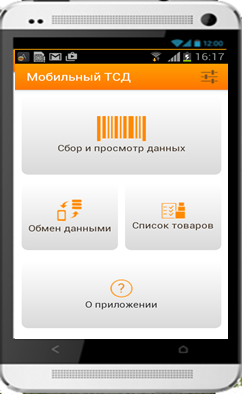 12:00
16:17
Мобильный ТСД
Сбор и просмотр данных
Обмен данными
Список товаров
?
О приложении